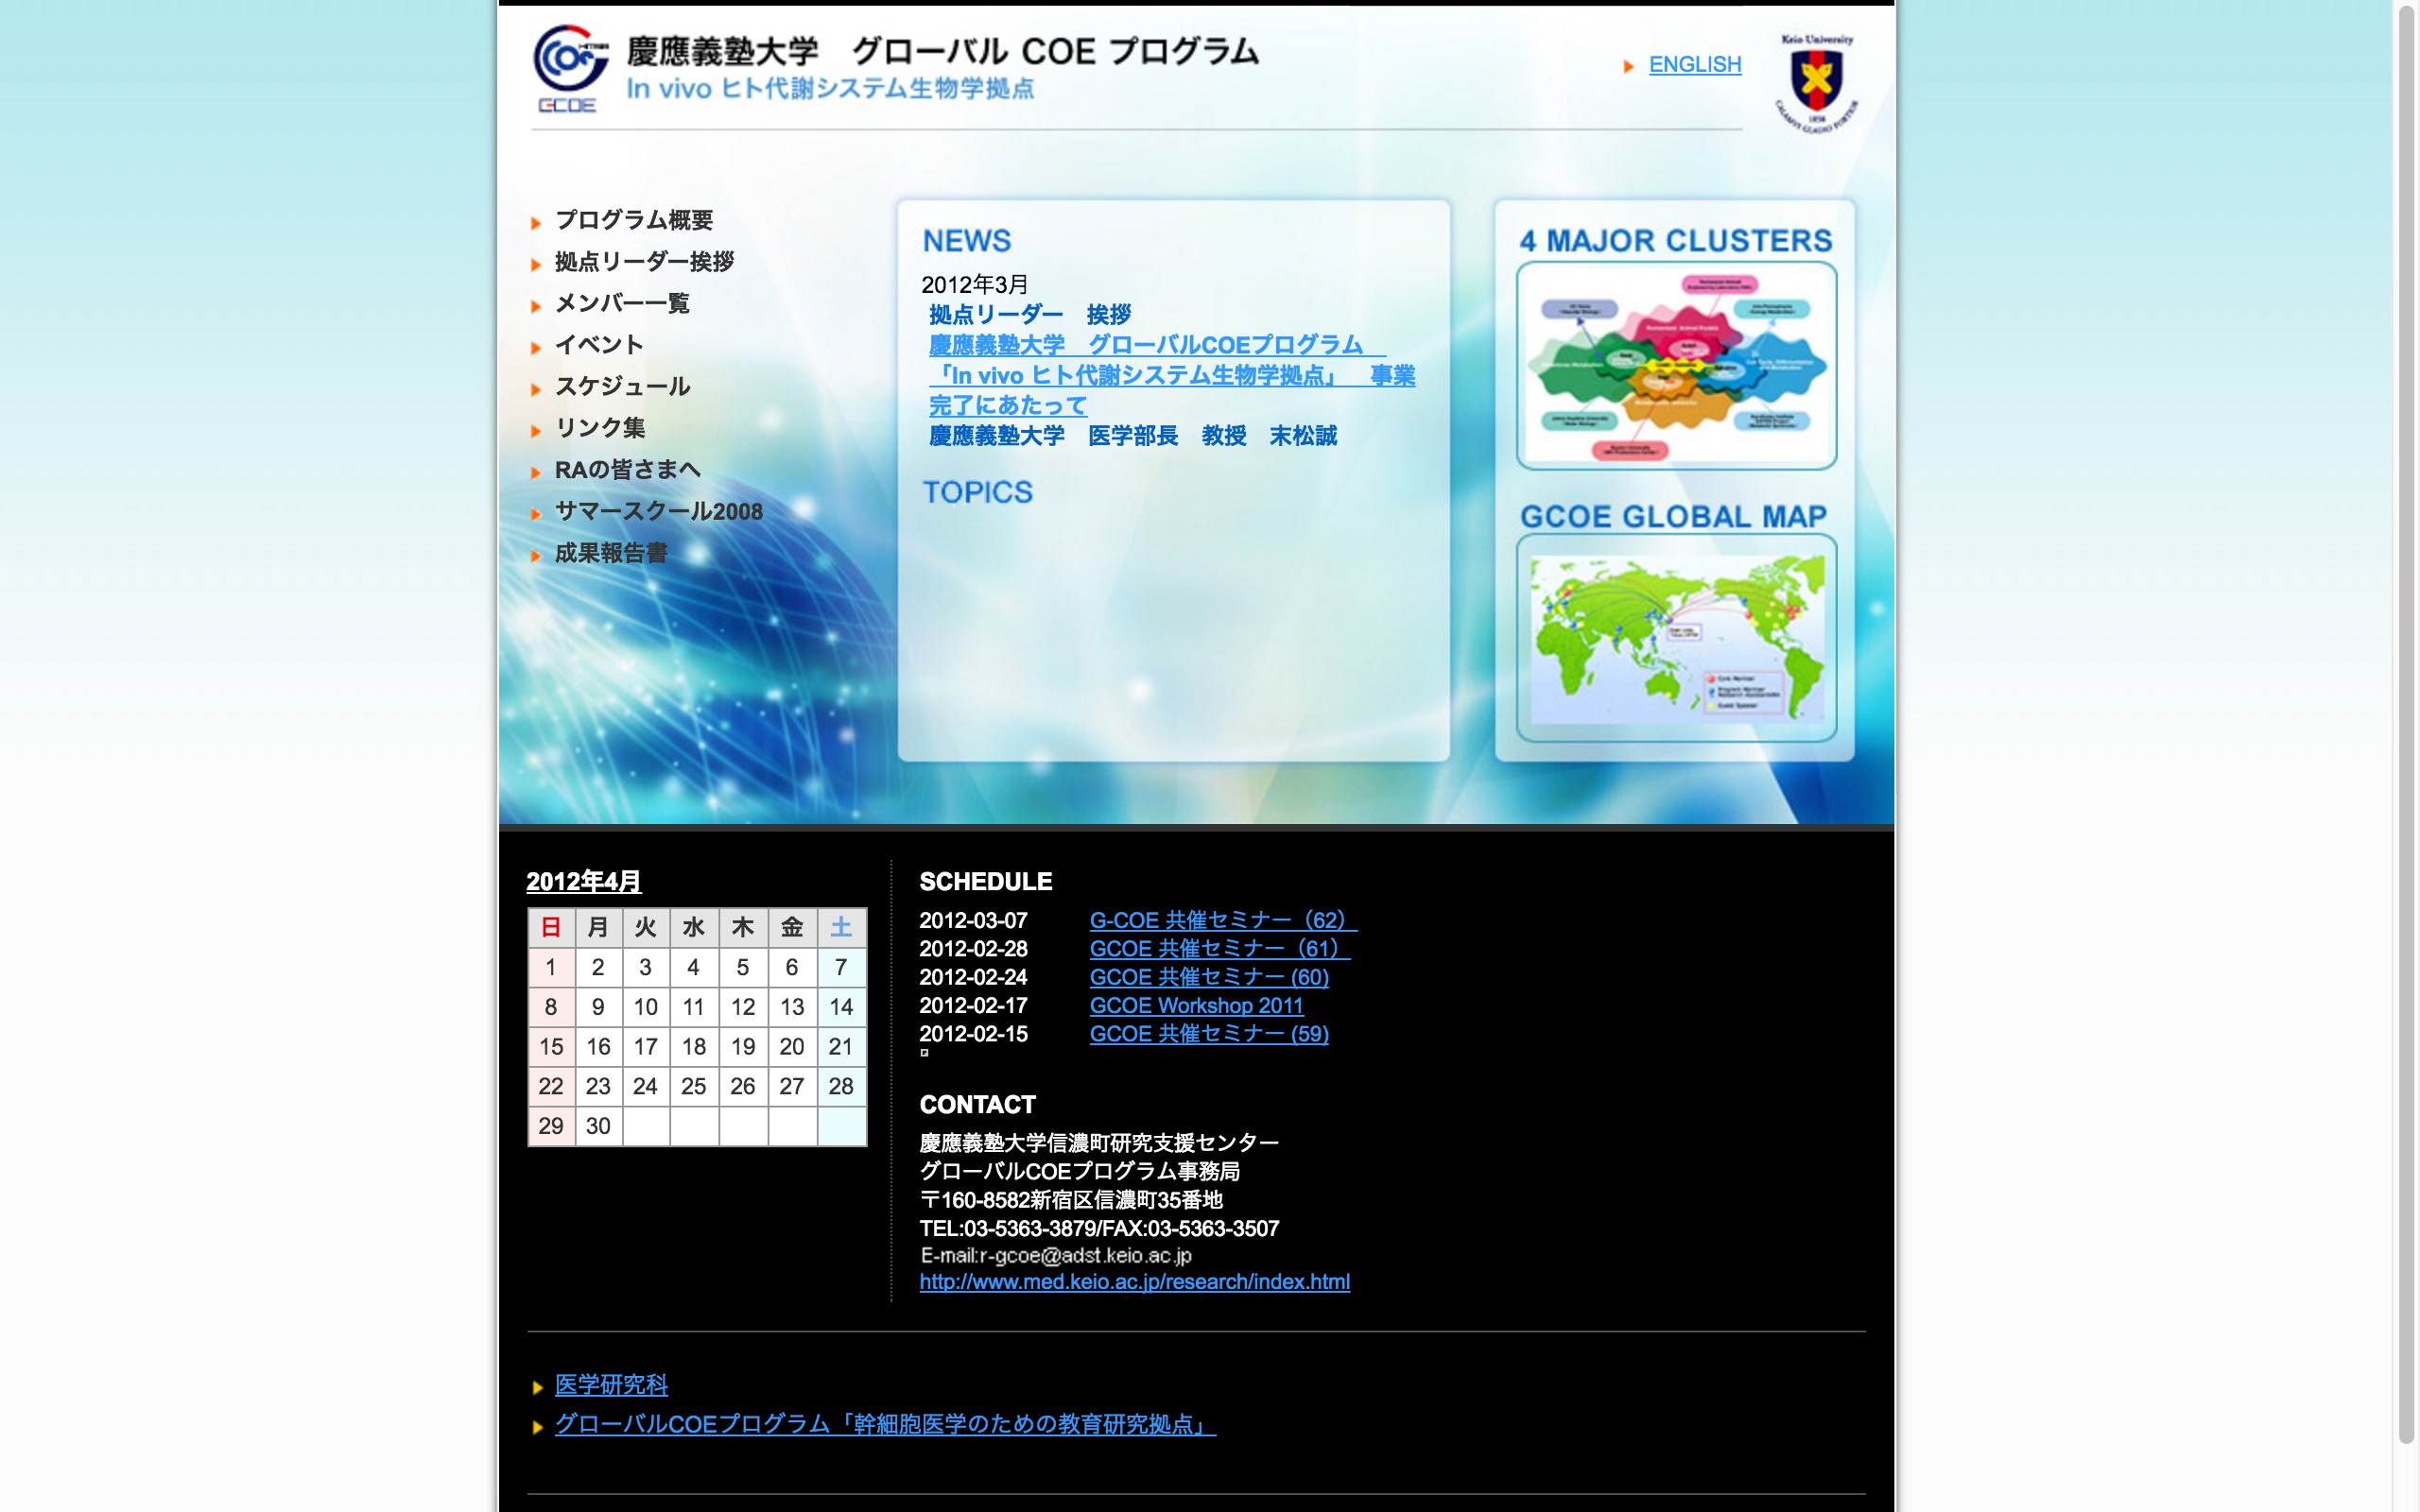 慶應義塾大学　グローバル COE プログラム
In vivo ヒト代謝システム生物学拠点
GCOE
ENGLISH
Keio University
CALAMVS GLADIO FORTIOR
1858
プログラム概要
拠点リーダー挨拶
メンバー一覧
イベント
スケジュール
リンク集
RAの皆さまへ
サマースクール2008
成果報告書
NEWS
2012年3月
拠点リーダー　挨拶
慶應義塾大学　グローバルCOEプログラム
「In vivo ヒト代謝システム生物学拠点」　事業
完了にあたって
慶應義塾大学　医学部長　教授　末松誠
TOPICS
4 MAJOR CLUSTERS
GCOE GLOBAL MAP
Core Member
Program Member
Guest Speaker
2012年4月
日 月 火 水 木 金 土
1 2 3 4 5 6 7
8 9 10 11 12 13 14
15 16 17 18 19 20 21
22 23 24 25 26 27 28
29 30
SCHEDULE
2012-03-07 G-COE 共催セミナー（62）
2012-02-28 GCOE 共催セミナー（61）
2012-02-24 GCOE 共催セミナー (60)
2012-02-17 GCOE Workshop 2011
2012-02-15 GCOE 共催セミナー (59)
CONTACT
慶應義塾大学信濃町研究支援センター
グローバルCOEプログラム事務局
〒160-8582新宿区信濃町35番地
TEL:03-5363-3879/FAX:03-5363-3507
E-mail:r-gcoe@adst.keio.ac.jp
http://www.med.keio.ac.jp/research/index.html
医学研究科
グローバルCOEプログラム「幹細胞医学のための教育研究拠点」